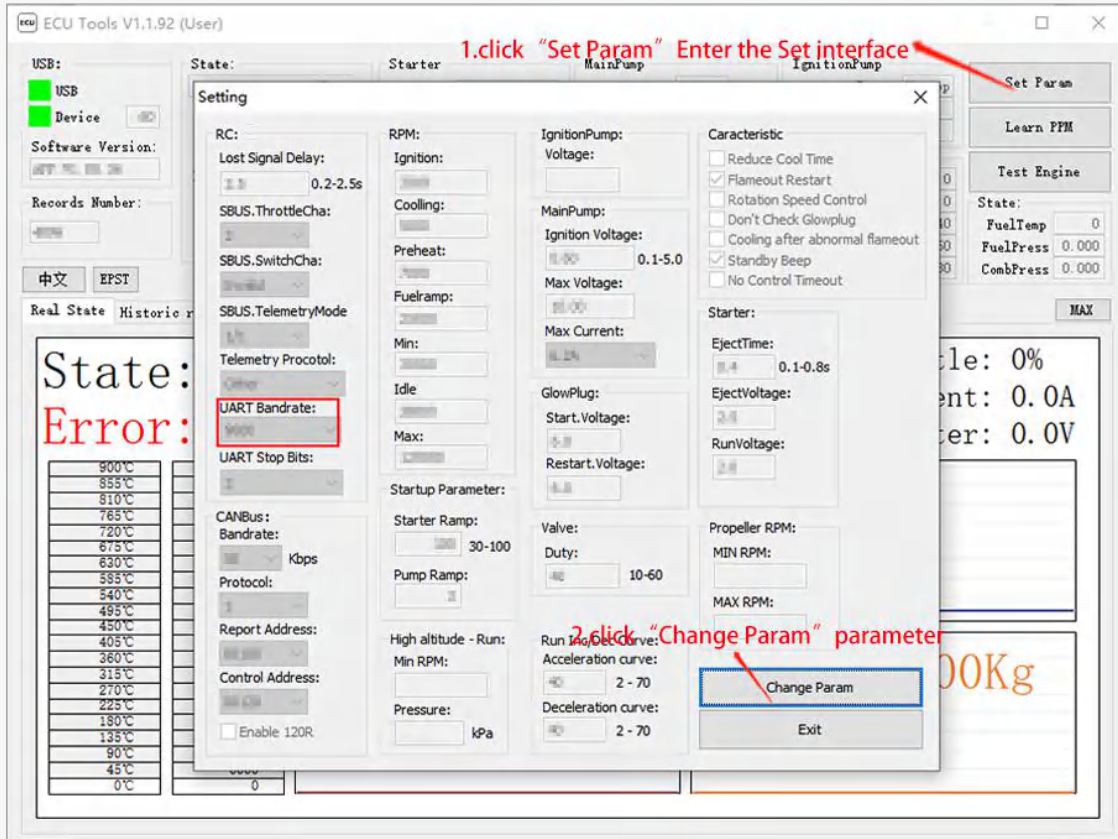 ECU Tools V1.1.92 (User)
1.click “Set Param” Enter the Set interface
USB:
State:
Starter
MainPump
IgnitionPump
USB
Device
Software Version:
Records Number:
中文
EPST
Real State
Historic r
Set Param
Learn PPM
Test Engine
State:
FuelTemp 0
FuelPress 0.000
CombPress 0.000
MAX
State:
Error:
tle: 0%
ent: 0.0A
ter: 0.0V
00Kg
900℃
855℃
810℃
765℃
720℃
675℃
630℃
585℃
540℃
495℃
450℃
405℃
360℃
315℃
270℃
225℃
180℃
135℃
90℃
45℃
0℃
0
Setting
RC:
Lost Signal Delay:
0.2-2.5s
SBUS.ThrottleCha:
SBUS.SwitchCha:
SBUS.TelemetryMode
Telemetry Procotol:
UART Bandrate:
UART Stop Bits:
CANBus:
Bandrate:
Kbps
Protocol:
Report Address:
Control Address:
Enable 120R
RPM:
Ignition:
Cooling:
Preheat:
Fuelramp:
Min:
Idle
Max:
Startup Parameter:
Starter Ramp:
30-100
Pump Ramp:
High altitude - Run:
Min RPM:
Pressure:
kPa
IgnitionPump:
Voltage:
MainPump:
Ignition Voltage:
0.1-5.0
Max Voltage:
Max Current:
GlowPlug:
Start.Voltage:
Restart.Voltage:
Valve:
Duty:
10-60
Run Inc/Dec Curve:
Acceleration curve:
2 - 70
Deceleration curve:
2 - 70
Caracteristic
Reduce Cool Time
Flameout Restart
Rotation Speed Control
Don't Check Glowplug
Cooling after abnormal flameout
Standby Beep
No Control Timeout
Starter:
EjectTime:
0.1-0.8s
EjectVoltage:
RunVoltage:
Propeller RPM:
MIN RPM:
MAX RPM:
2.click “Change Param” parameter
Change Param
Exit